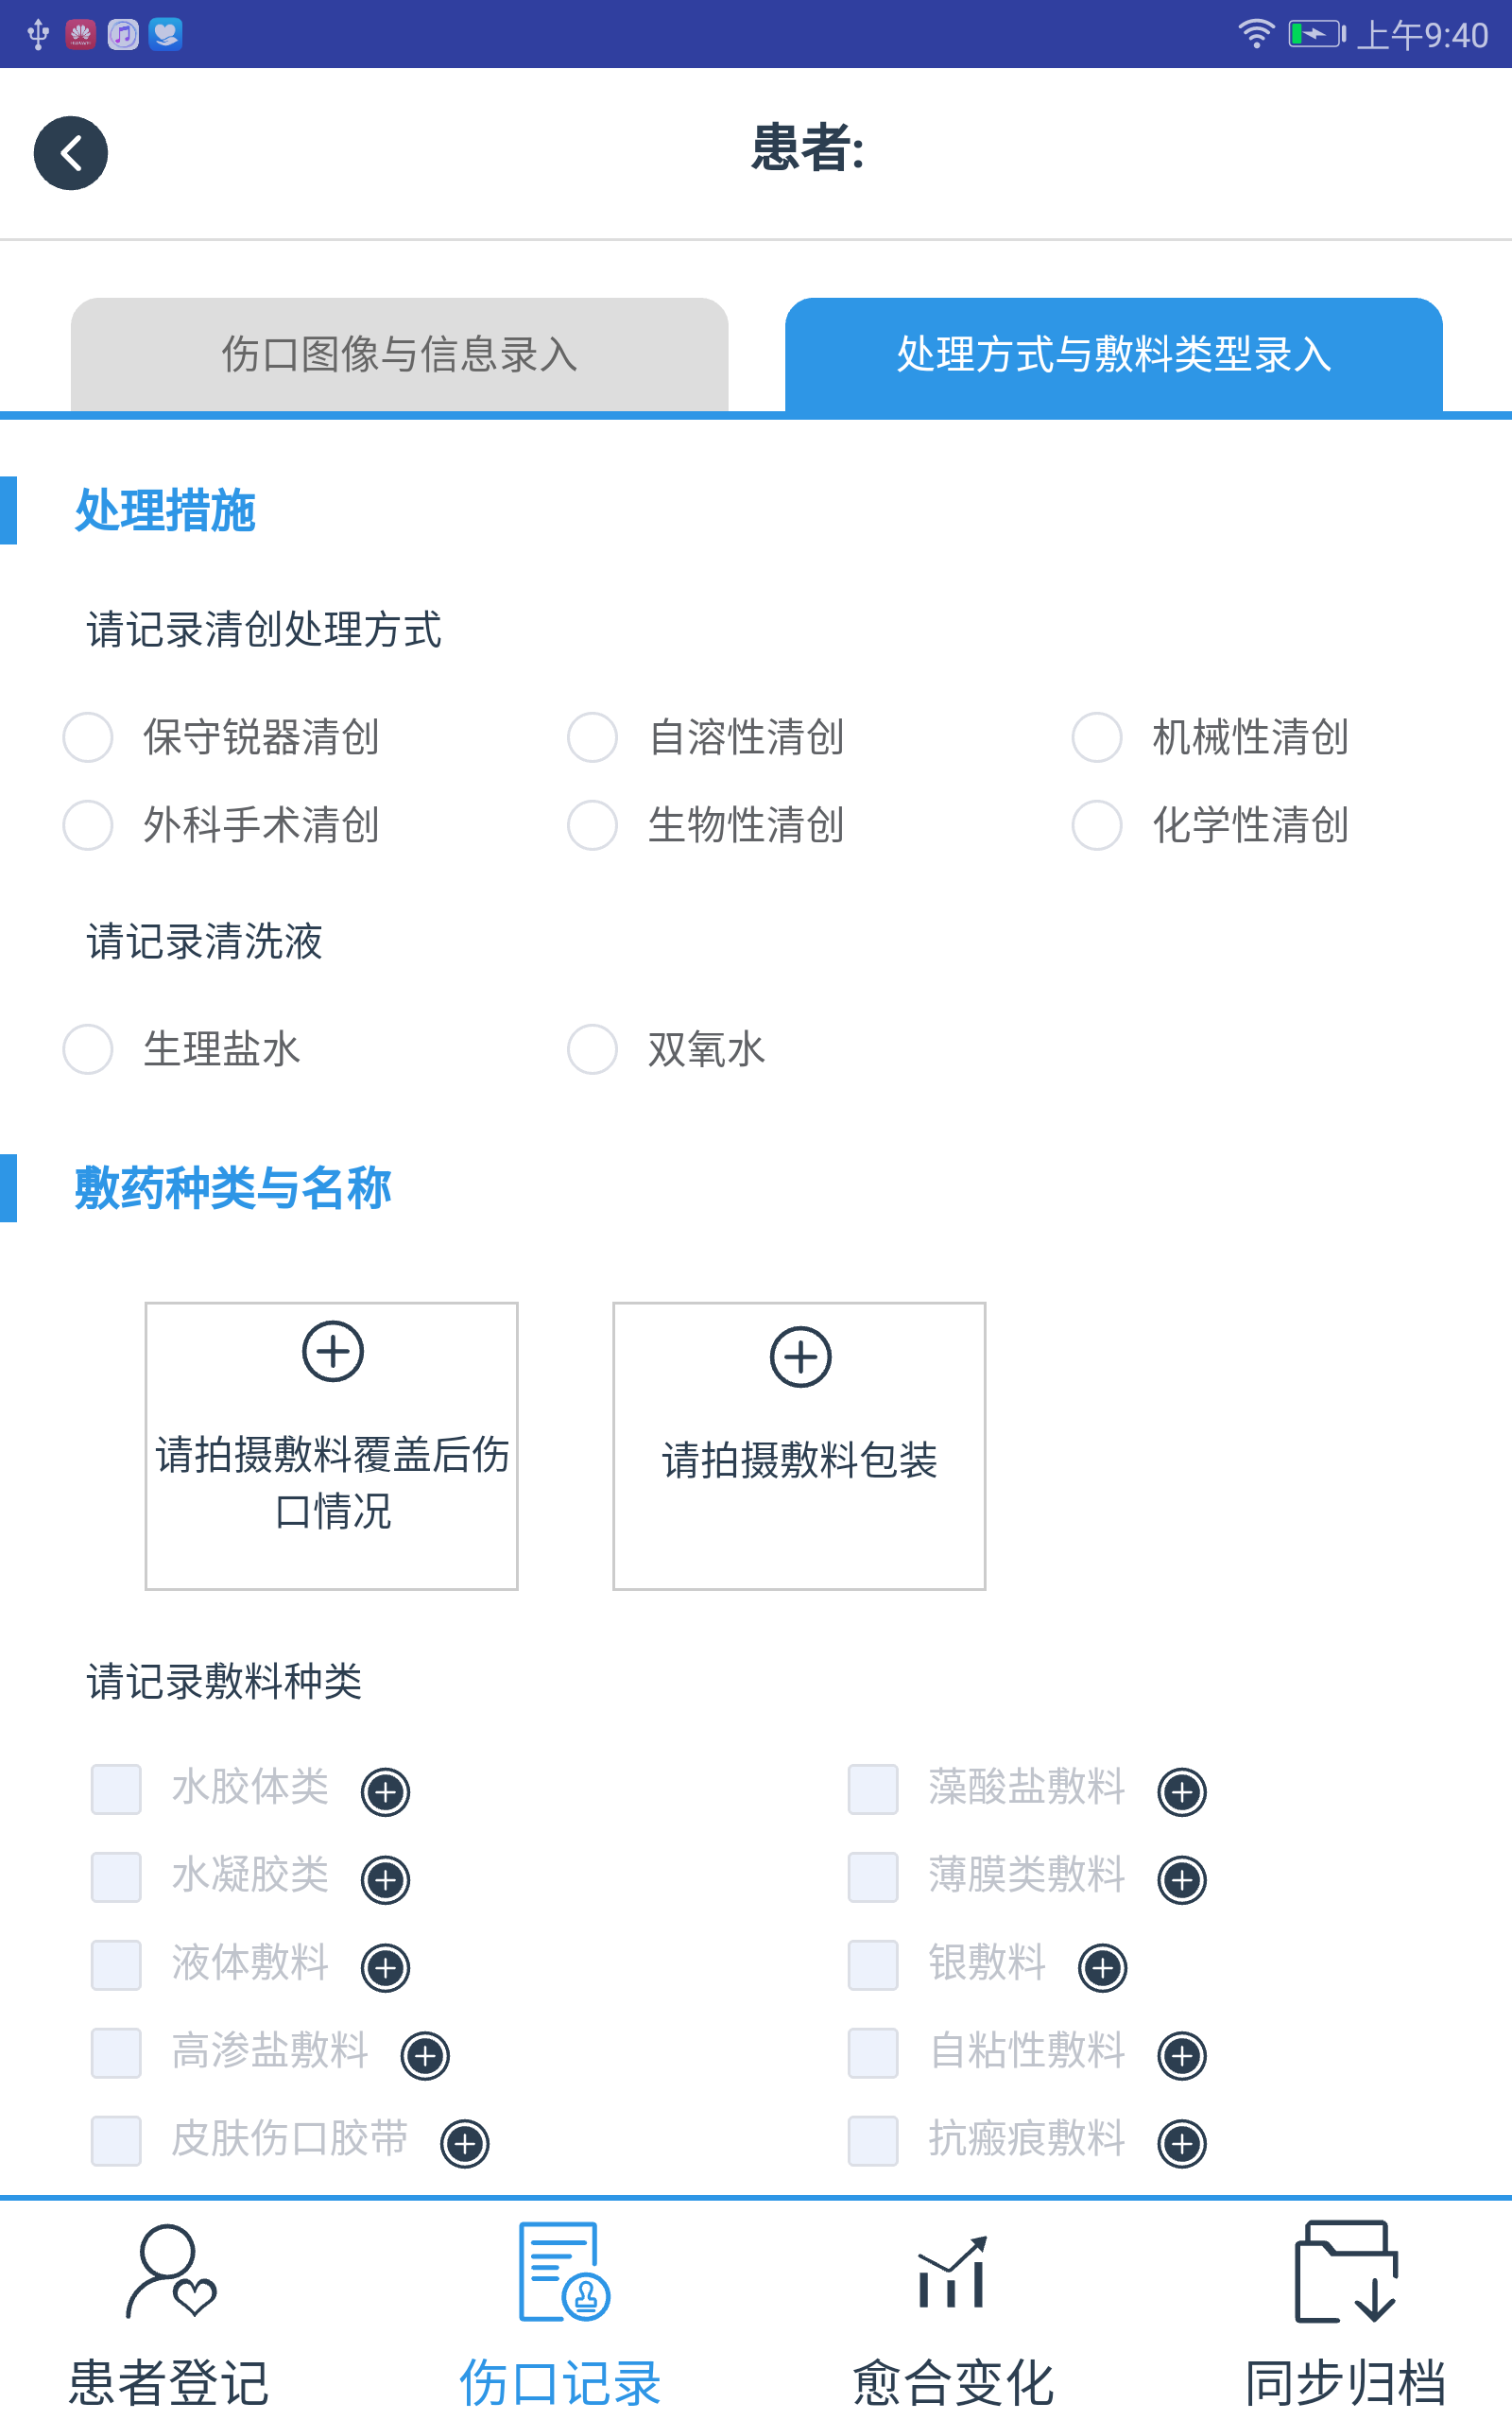 上午9:40
患者:
伤口图像与信息录入
处理方式与敷料类型录入
处理措施
请记录清创处理方式
保守锐器清创
自溶性清创
机械性清创
外科手术清创
生物性清创
化学性清创
请记录清洗液
生理盐水
双氧水
敷药种类与名称
请拍摄敷料覆盖后伤
口情况
请拍摄敷料包装
请记录敷料种类
水胶体类
藻酸盐敷料
水凝胶类
薄膜类敷料
液体敷料
银敷料
高渗盐敷料
自粘性敷料
皮肤伤口胶带
抗瘢痕敷料
患者登记
伤口记录
愈合变化
同步归档